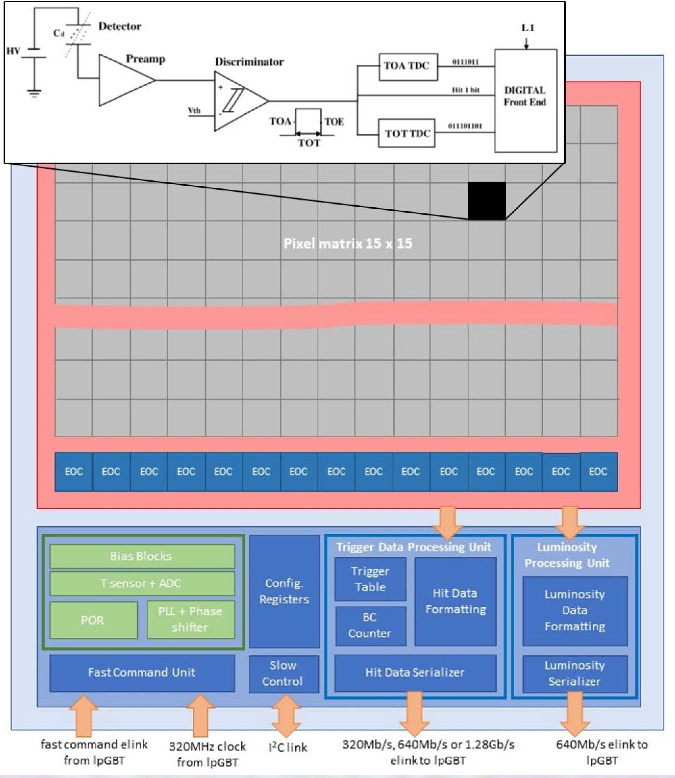 L1
Detector
Cd
HV
Preamp
Discriminator
TOA TDC
0111011
DIGITAL
Front End
Hit 1 bit
+
-
Vth
TOA
TOE
TOT
TOT TDC
011101101
Pixel matrix 15 x 15
EOC EOC EOC EOC EOC EOC EOC EOC EOC EOC EOC EOC EOC EOC EOC
Bias Blocks
T sensor + ADC
POR
PLL + Phase
shifter
Fast Command Unit
Config.
Registers
Slow
Control
Trigger Data Processing Unit
Trigger
Table
BC
Counter
Hit Data
Formatting
Hit Data Serializer
Luminosity
Processing Unit
Luminosity
Data
Formatting
Luminosity
Serializer
fast command elink
from lpGBT
320MHz clock
from lpGBT
I²C link
320Mb/s, 640Mb/s or 1.28Gb/s
elink to lpGBT
640Mb/s elink to
lpGBT